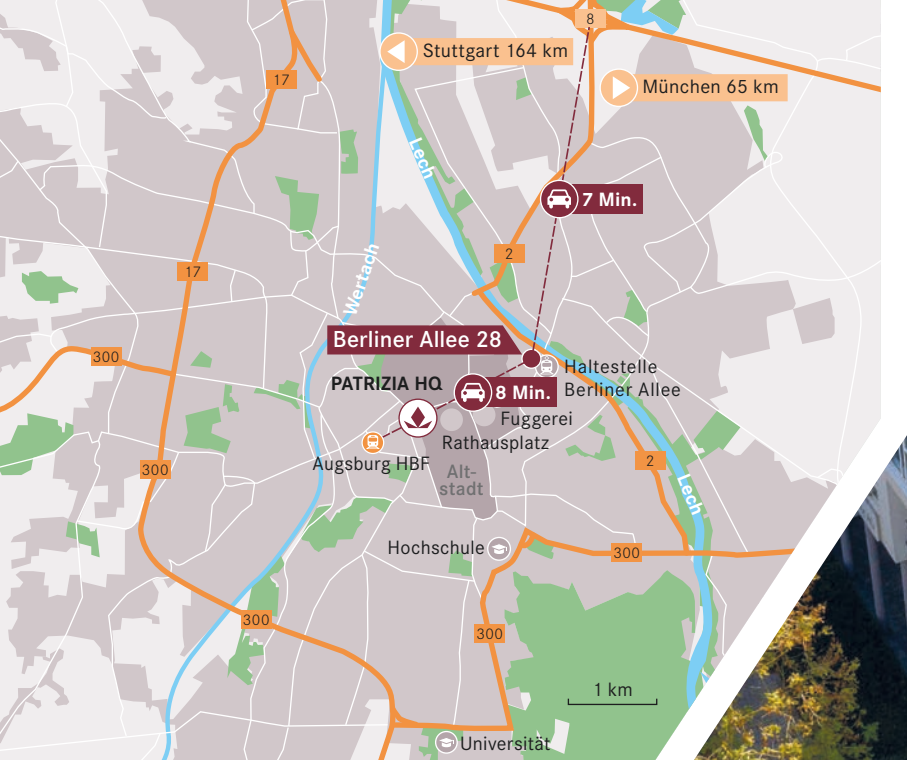 8
Stuttgart 164 km
17
München 65 km
Lech
7 Min.
2
17
Wertach
Berliner Allee 28
300
Haltestelle
Berliner Allee
PATRIZIA HQ
8 Min.
Fuggerei
Rathausplatz
Augsburg HBF
Alt-
stadt
300
2
Lech
Hochschule
300
300
300
1 km
Universität